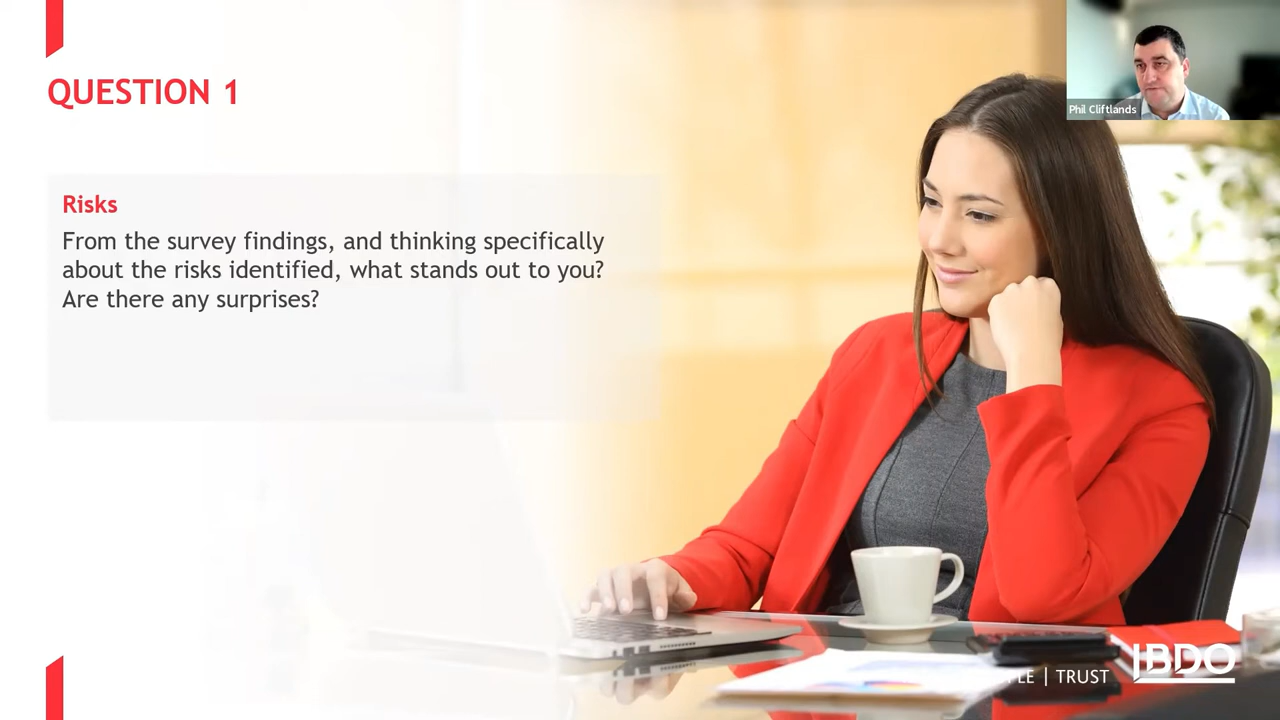 QUESTION 1
Phil Cliftlands
Risks
From the survey findings, and thinking specifically
about the risks identified, what stands out to you?
Are there any surprises?
| TRUST
BDO